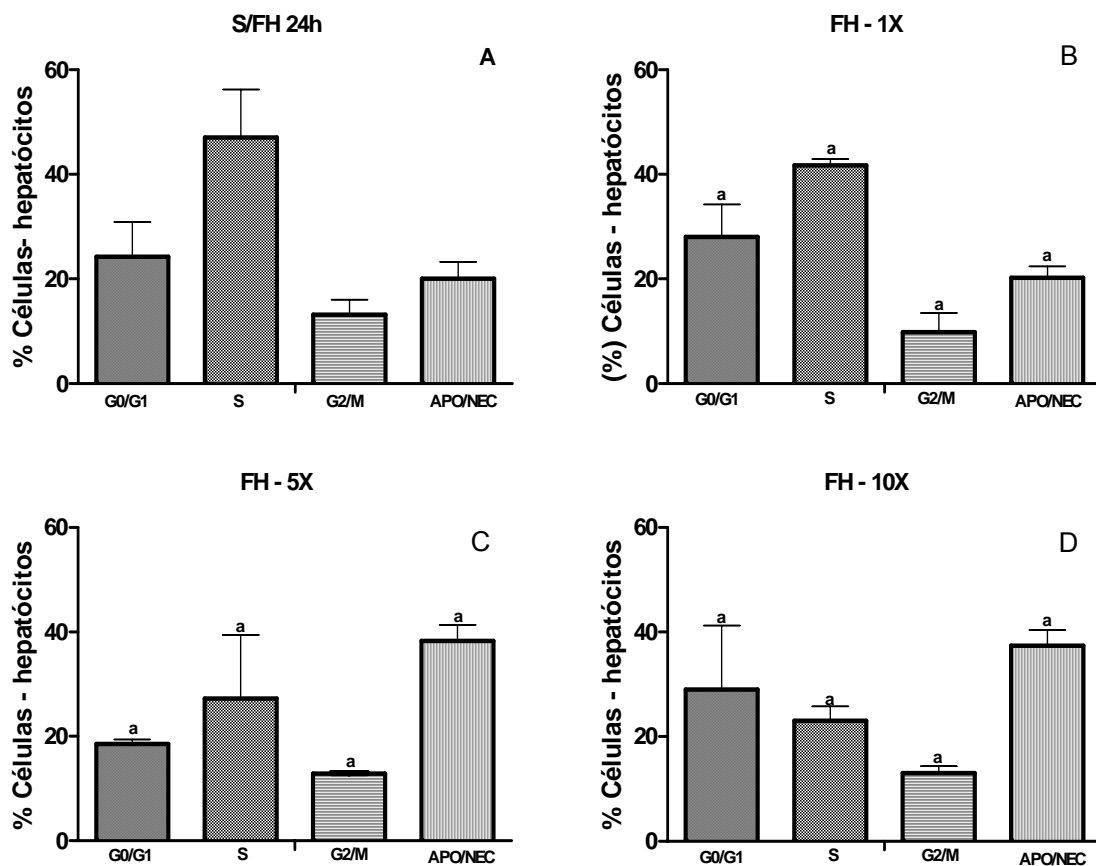 S/FH 24h
A
% Células- hepatócitos
60
40
20
0
G0/G1 S G2/M APO/NEC
FH - 1X
B
(%) Células - hepatócitos
60
40
20
0
a a a a
G0/G1 S G2/M APO/NEC
FH - 5X
C
% Células - hepatócitos
60
40
20
0
a a a a
G0/G1 S G2/M APO/NEC
FH - 10X
D
% Células - hepatócitos
60
40
20
0
a a a a
G0/G1 S G2/M APO/NEC